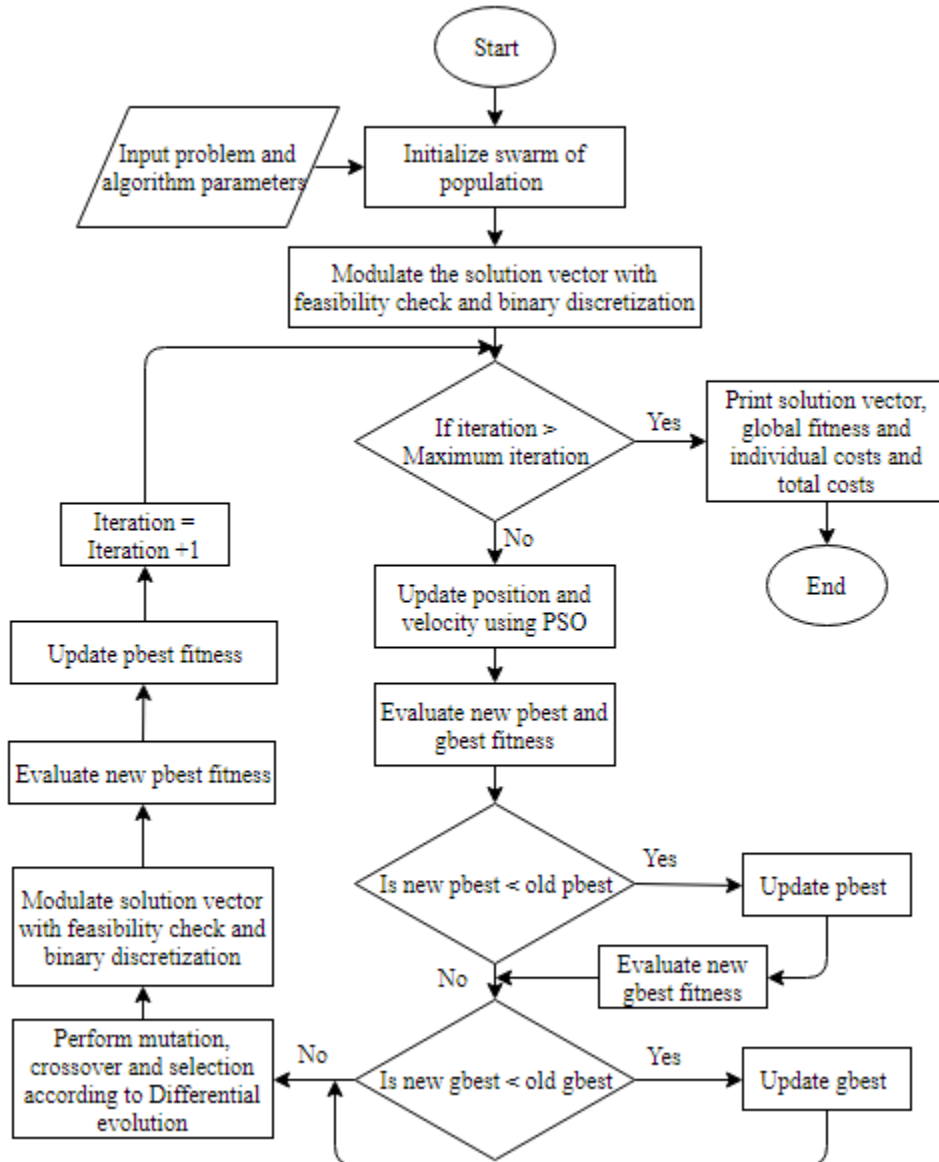 Start
Input problem and
algorithm parameters
Initialize swarm of
population
Modulate the solution vector with
feasibility check and binary discretization
If iteration >
Maximum iteration
Yes
Print solution vector,
global fitness and
individual costs and
total costs
No
End
Update position and
velocity using PSO
Evaluate new pbest and
gbest fitness
Is new pbest < old pbest
Yes
Update pbest
No
Evaluate new
gbest fitness
Is new gbest < old gbest
Yes
Update gbest
No
Perform mutation,
crossover and selection
according to Differential
evolution
Modulate solution vector
with feasibility check and
binary discretization
Evaluate new pbest fitness
Update pbest fitness
Iteration =
Iteration +1